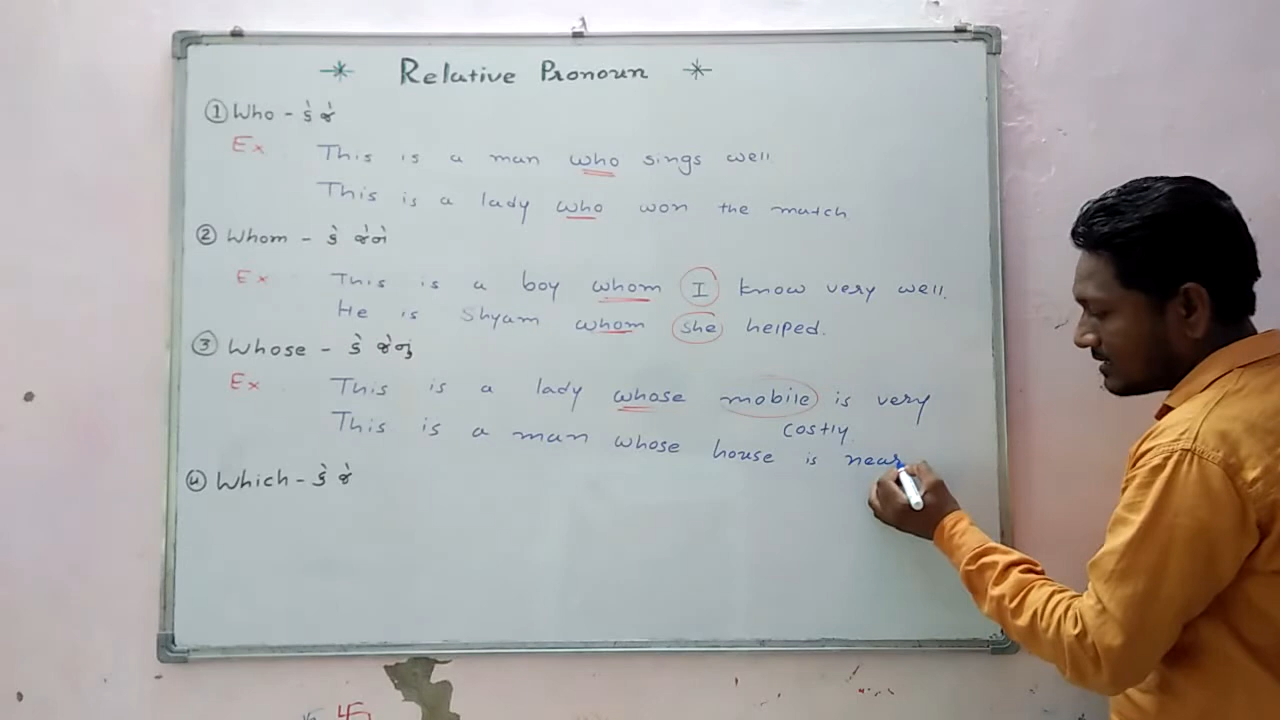 * Relative Pronoun *
① Who - કે જે
Ex This is a man who sings well.
This is a lady who won the match.
② Whom - કે જેને
Ex This is a boy whom I know very well.
He is Shyam whom she helped.
③ Whose - કે જેનું
Ex This is a lady whose mobile is very
costly.
This is a man whose house is near
④ Which - કે જે